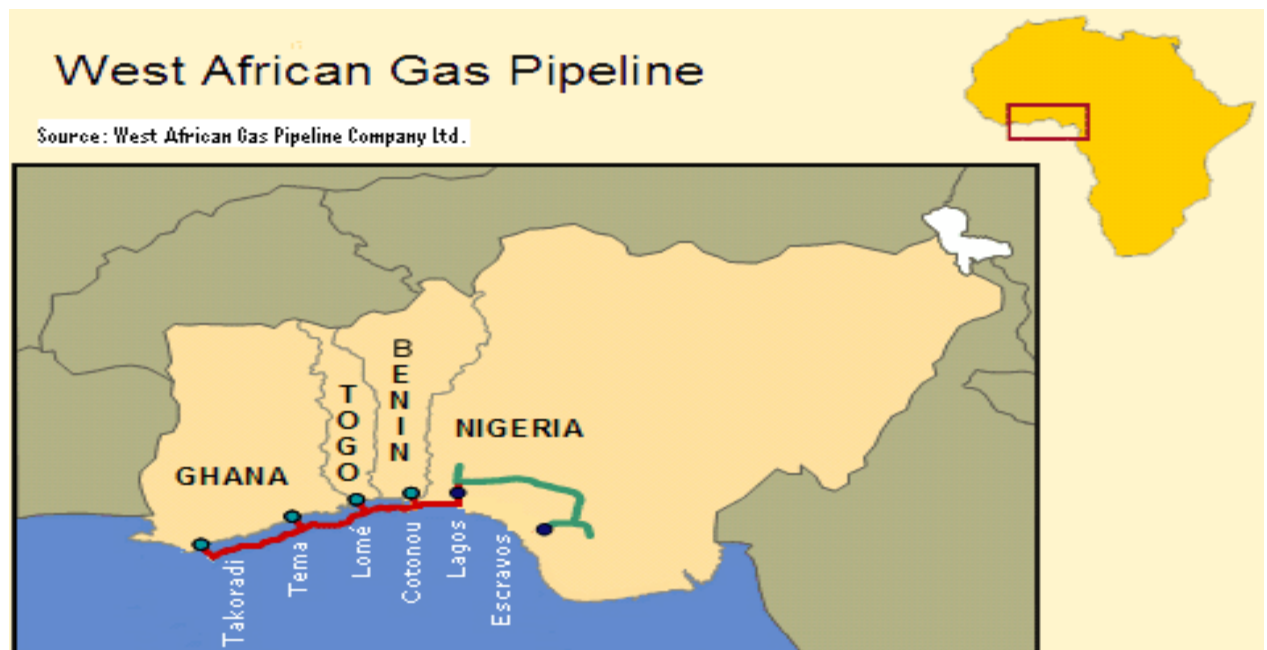 West African Gas Pipeline
Source: West African Gas Pipeline Company Ltd.
BENIN
TOGO
NIGERIA
GHANA
Takoradi
Tema
Lomé
Cotonou
Lagos
Escravos